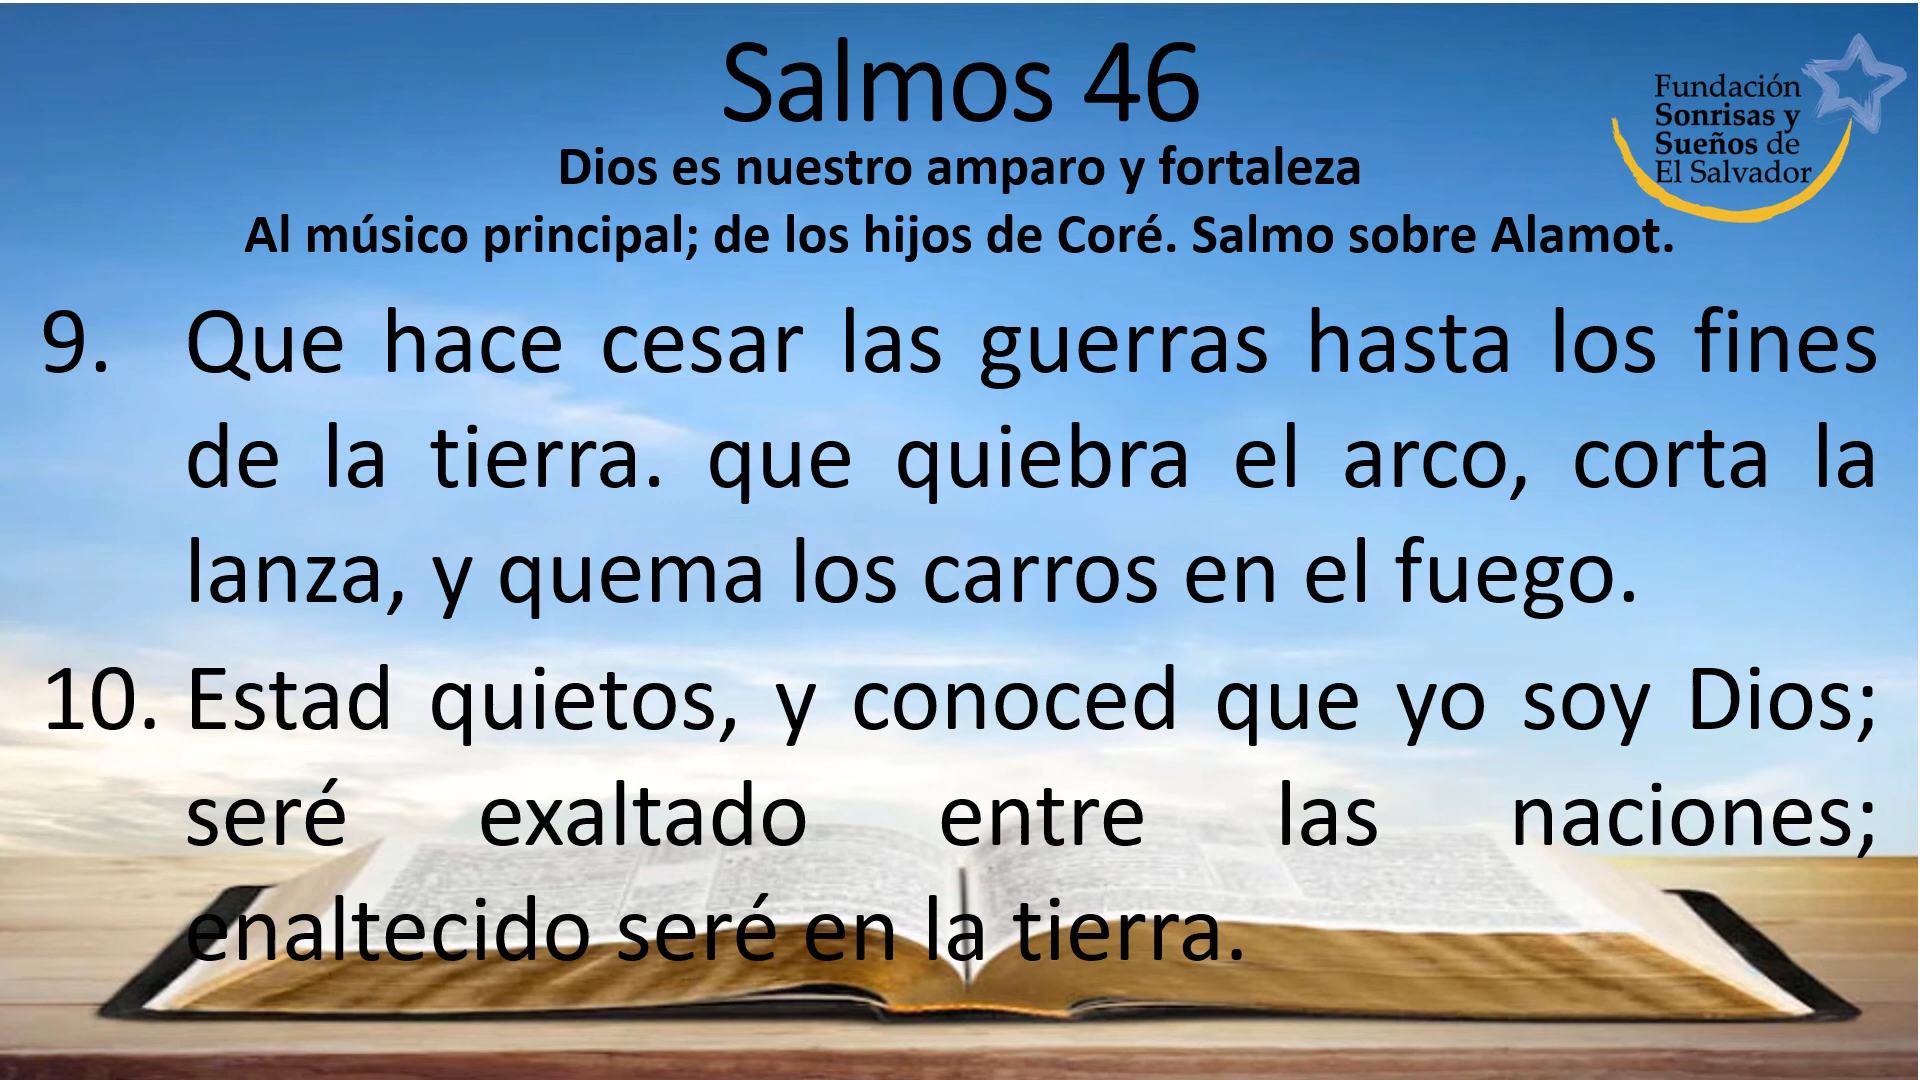 Salmos 46
Dios es nuestro amparo y fortaleza
Al músico principal; de los hijos de Coré. Salmo sobre Alamot.
Fundación
Sonrisas y
Sueños de
El Salvador
9. Que hace cesar las guerras hasta los fines
de la tierra. que quiebra el arco, corta la
lanza, y quema los carros en el fuego.
10. Estad quietos, y conoced que yo soy Dios;
seré exaltado entre las naciones;
enaltecido seré en la tierra.